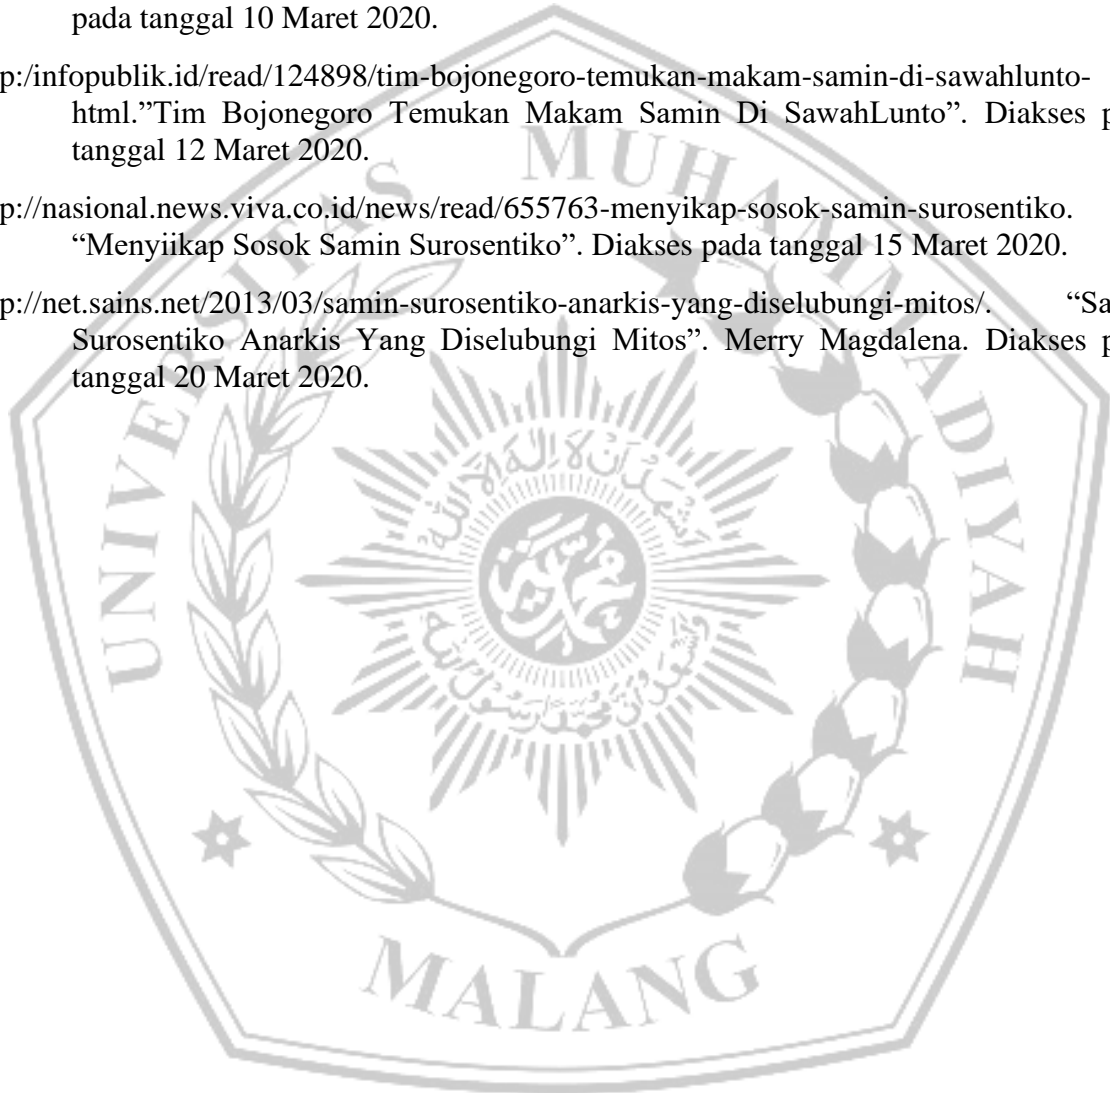 pada tanggal 10 Maret 2020.
p:/infopublik.id/read/124898/tim-bojonegoro-temukan-makam-samin-di-sawahlunto-
html.”Tim Bojonegoro Temukan Makam Samin Di SawahLunto”. Diakses p
tanggal 12 Maret 2020.
p://nasional.news.viva.co.id/news/read/655763-menyikap-sosok-samin-surosentiko.
“Menyiikap Sosok Samin Surosentiko”. Diakses pada tanggal 15 Maret 2020.
p://net.sains.net/2013/03/samin-surosentiko-anarkis-yang-diselubungi-mitos/. “Sa
Surosentiko Anarkis Yang Diselubungi Mitos”. Merry Magdalena. Diakses p
tanggal 20 Maret 2020.
UNIVERSITAS MUHAMMADIYAH
MALANG